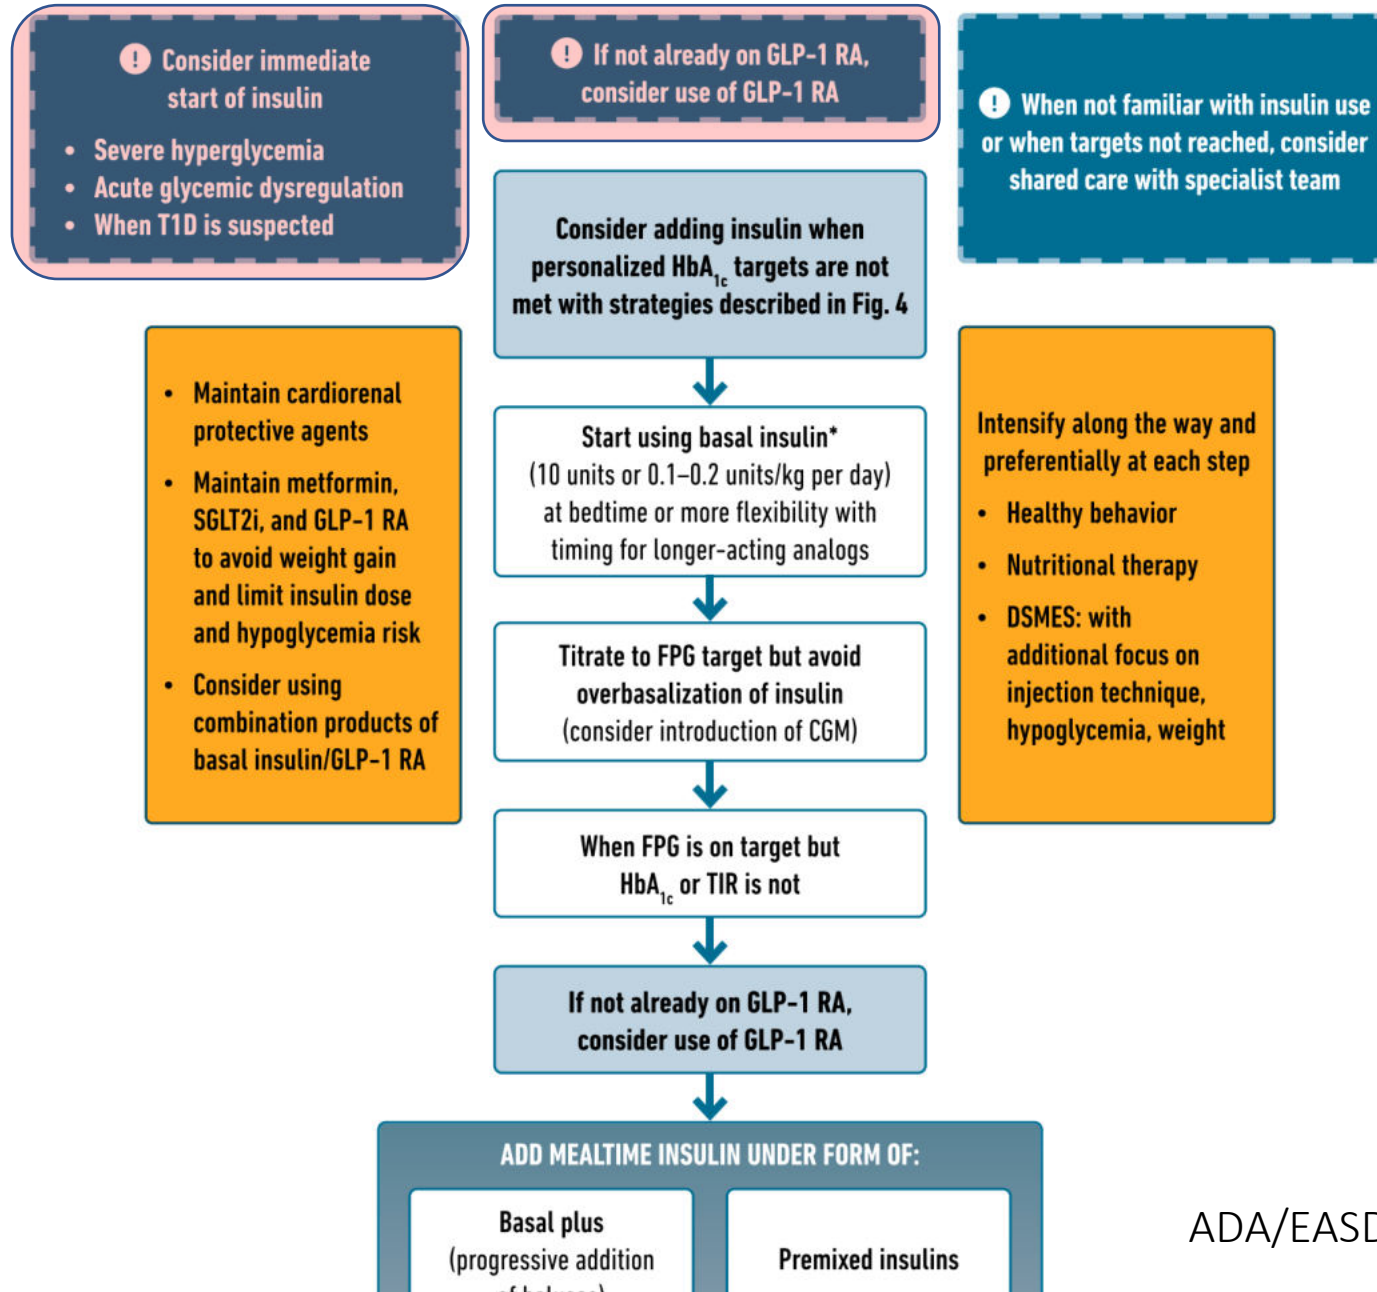 ! Consider immediate
start of insulin
• Severe hyperglycemia
• Acute glycemic dysregulation
• When T1D is suspected
! If not already on GLP-1 RA,
consider use of GLP-1 RA
! When not familiar with insulin use
or when targets not reached, consider
shared care with specialist team
Consider adding insulin when
personalized HbA1c targets are not
met with strategies described in Fig. 4
• Maintain cardiorenal
protective agents
• Maintain metformin,
SGLT2i, and GLP-1 RA
to avoid weight gain
and limit insulin dose
and hypoglycemia risk
• Consider using
combination products of
basal insulin/GLP-1 RA
Start using basal insulin*
(10 units or 0.1–0.2 units/kg per day)
at bedtime or more flexibility with
timing for longer-acting analogs
Intensify along the way and
preferentially at each step
• Healthy behavior
• Nutritional therapy
• DSMES: with
additional focus on
injection technique,
hypoglycemia, weight
Titrate to FPG target but avoid
overbasalization of insulin
(consider introduction of CGM)
When FPG is on target but
HbA1c or TIR is not
If not already on GLP-1 RA,
consider use of GLP-1 RA
ADD MEALTIME INSULIN UNDER FORM OF:
Basal plus
(progressive addition
of boluses)
Premixed insulins
ADA/EASD